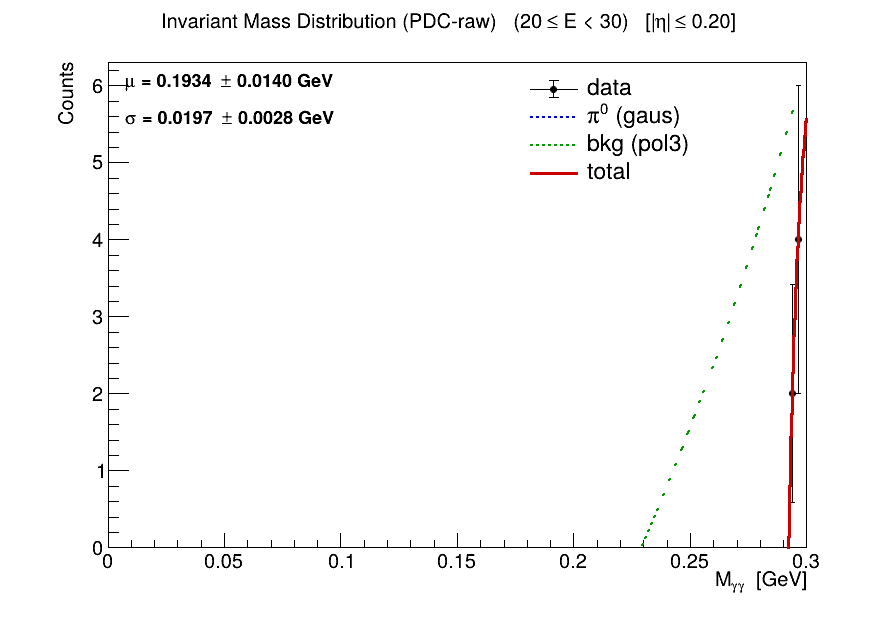 Invariant Mass Distribution (PDC-raw) (20 ≤ E < 30) [|η| ≤ 0.20]
Counts
μ = 0.1934 ± 0.0140 GeV
σ = 0.0197 ± 0.0028 GeV
data
π⁰ (gaus)
bkg (pol3)
total
6
5
4
3
2
1
0
0 0.05 0.1 0.15 0.2 0.25 0.3
M_γγ [GeV]